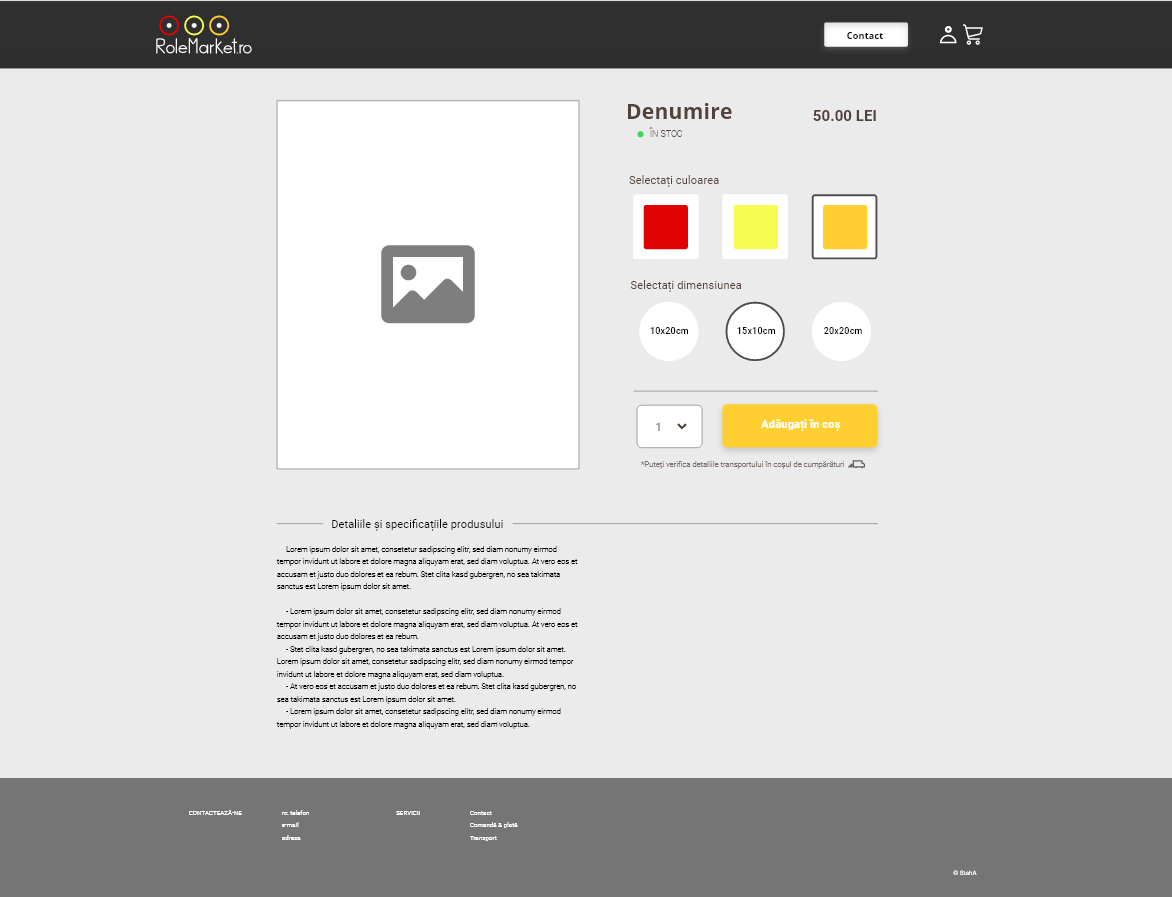 RoleMarket.ro
Contact
Denumire
50.00 LEI
ÎN STOC
Selectați culoarea
Selectați dimensiunea
10x20cm
15x10cm
20x20cm
1
Adăugați în coș
*Puteți verifica detaliile transportului în coșul de cumpărături
Detaliile și specificațiile produsului
Lorem ipsum dolor sit amet, consetetur sadipscing elitr, sed diam nonumy eirmod
tempor invidunt ut labore et dolore magna aliquyam erat, sed diam voluptua. At vero eos et
accusam et justo duo dolores et ea rebum. Stet clita kasd gubergren, no sea takimata
sanctus est Lorem ipsum dolor sit amet.
- Lorem ipsum dolor sit amet, consetetur sadipscing elitr, sed diam nonumy eirmod
tempor invidunt ut labore et dolore magna aliquyam erat, sed diam voluptua. At vero eos et
accusam et justo duo dolores et ea rebum.
- Stet clita kasd gubergren, no sea takimata sanctus est Lorem ipsum dolor sit amet.
Lorem ipsum dolor sit amet, consetetur sadipscing elitr, sed diam nonumy eirmod tempor
invidunt ut labore et dolore magna aliquyam erat, sed diam voluptua.
- At vero eos et accusam et justo duo dolores et ea rebum. Stet clita kasd gubergren, no
sea takimata sanctus est Lorem ipsum dolor sit amet.
- Lorem ipsum dolor sit amet, consetetur sadipscing elitr, sed diam nonumy eirmod
tempor invidunt ut labore et dolore magna aliquyam erat, sed diam voluptua.
CONTACTEAZĂ-NE
nr. telefon
e-mail
adresa
SERVICII
Contact
Comandă & plată
Transport
© StahA